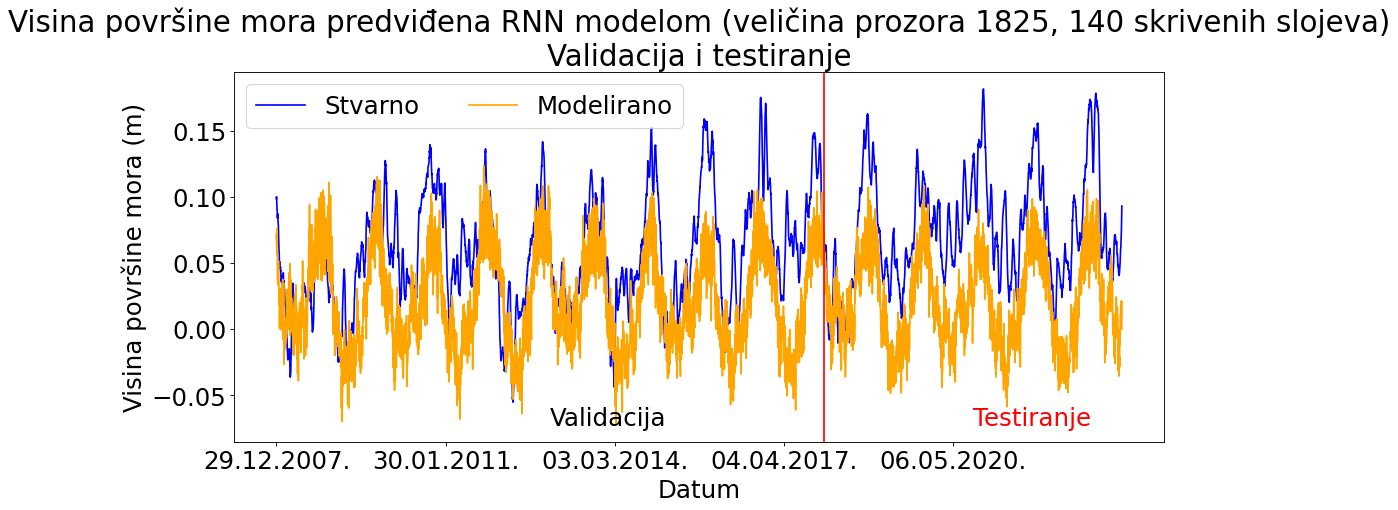 Visina površine mora predviđena RNN modelom (veličina prozora 1825, 140 skrivenih slojeva)
Validacija i testiranje
Stvarno
Modelirano
Visina površine mora (m)
0.15
0.10
0.05
0.00
−0.05
Validacija
Testiranje
29.12.2007.
30.01.2011.
03.03.2014.
04.04.2017.
06.05.2020.
Datum